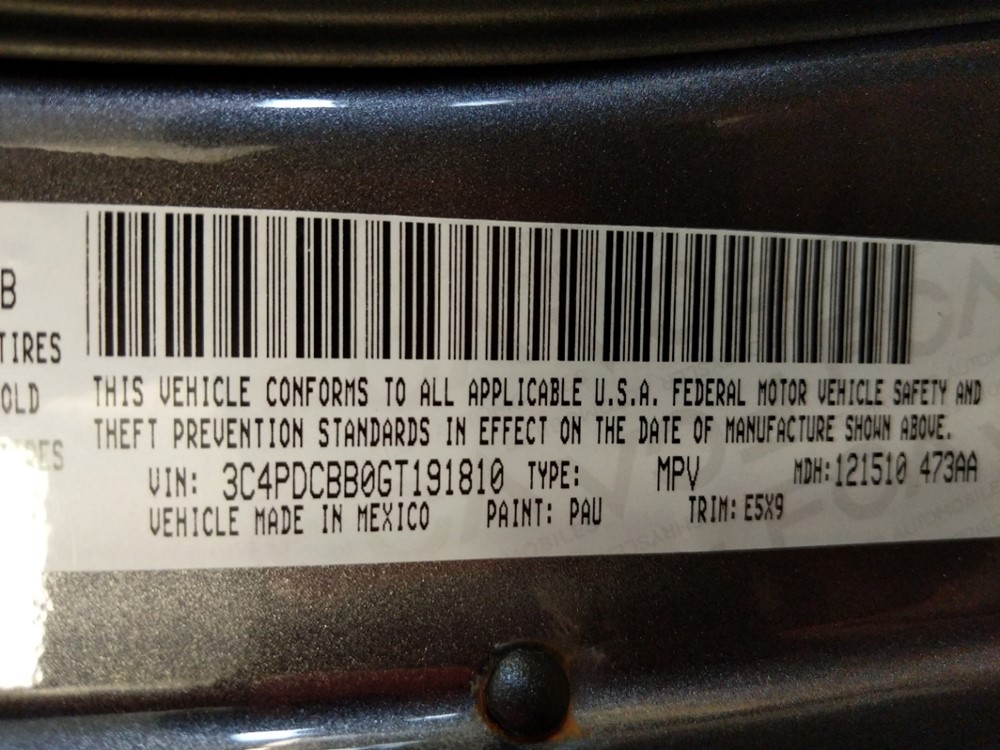 B
TIRES
OLD
THIS VEHICLE CONFORMS TO ALL APPLICABLE U.S.A. FEDERAL MOTOR VEHICLE SAFETY AND
THEFT PREVENTION STANDARDS IN EFFECT ON THE DATE OF MANUFACTURE SHOWN ABOVE.
VIN: 3C4PDCBB0GT191810 TYPE: MPV MDH:121510 473AA
VEHICLE MADE IN MEXICO PAINT: PAU TRIM: E5X9